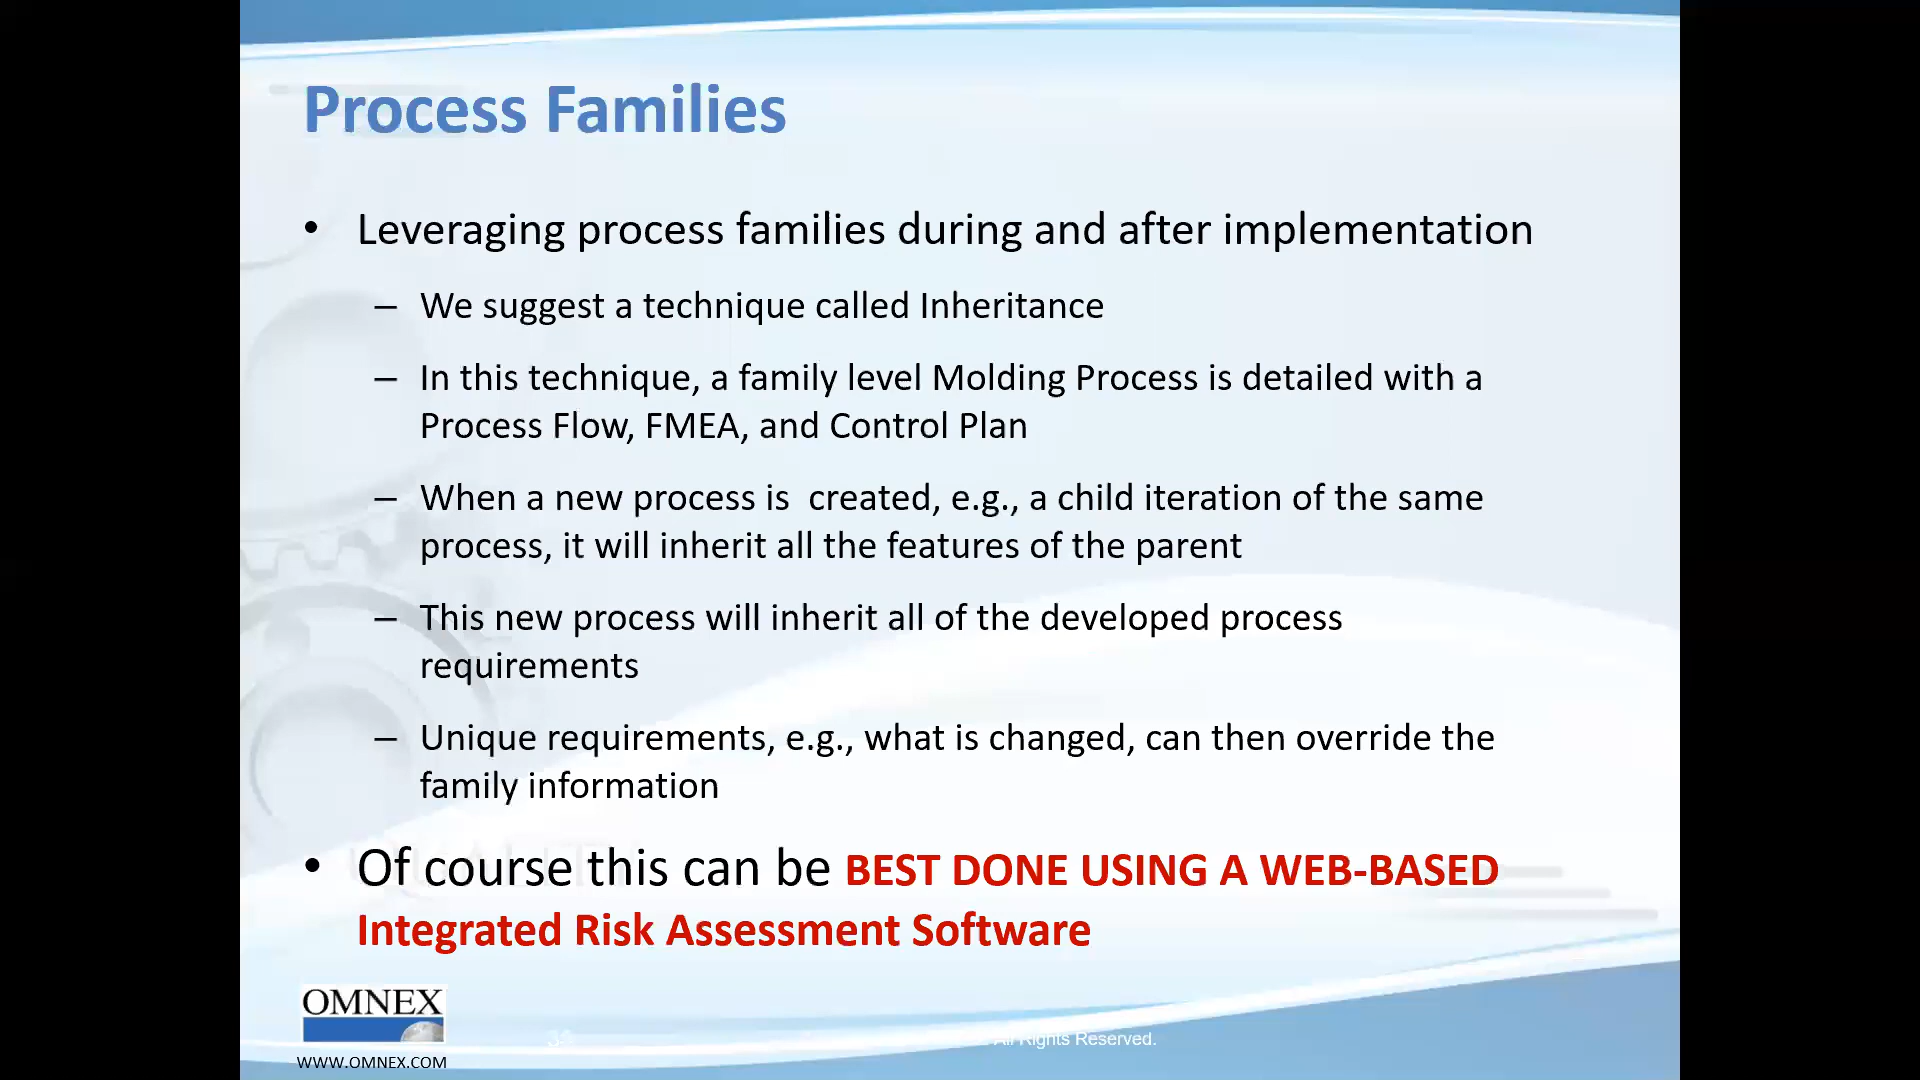 Process Families
• Leveraging process families during and after implementation
– We suggest a technique called Inheritance
– In this technique, a family level Molding Process is detailed with a
Process Flow, FMEA, and Control Plan
– When a new process is  created, e.g., a child iteration of the same
process, it will inherit all the features of the parent
– This new process will inherit all of the developed process
requirements
– Unique requirements, e.g., what is changed, can then override the
family information
• Of course this can be BEST DONE USING A WEB-BASED
Integrated Risk Assessment Software
OMNEX
WWW.OMNEX.COM
All Rights Reserved.